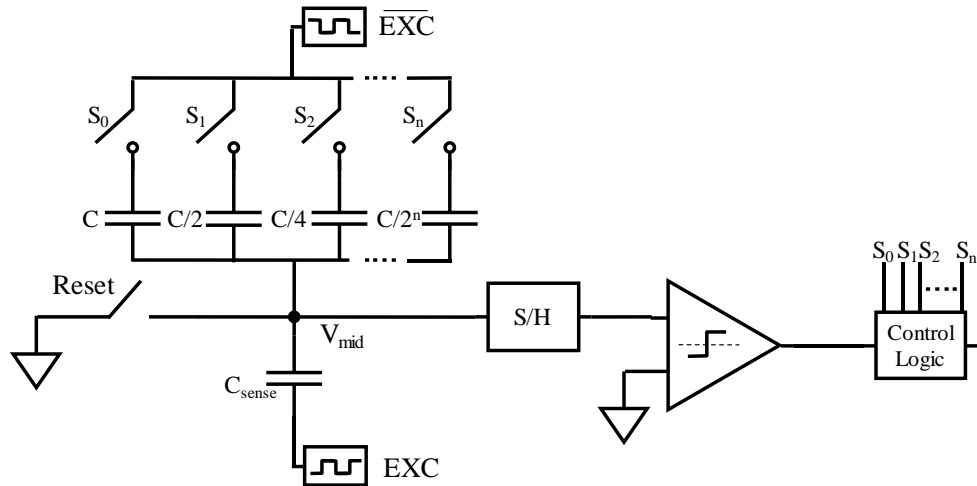 EXC
S0 S1 S2 Sn
C C/2 C/4 C/2ⁿ
Reset
Vmid
S/H
S0 S1 S2 Sn
Control
Logic
Csense
EXC